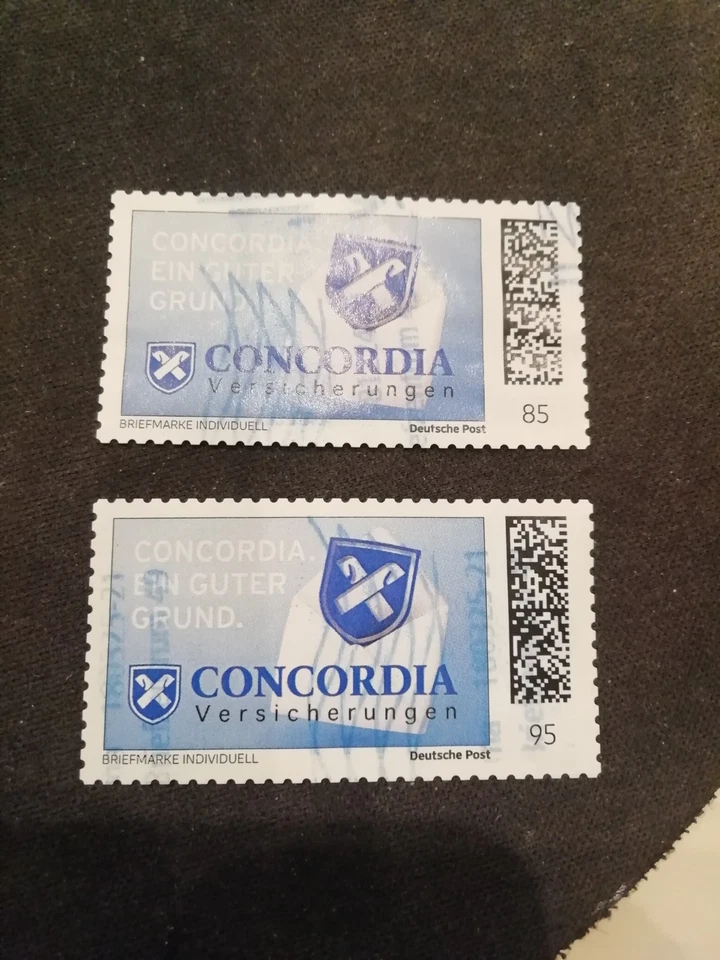 CONCORDIA.
EIN GUTER
GRUND.
CONCORDIA
Versicherungen
BRIEFMARKE INDIVIDUELL
Deutsche Post
85
CONCORDIA.
EIN GUTER
GRUND.
CONCORDIA
Versicherungen
BRIEFMARKE INDIVIDUELL
Deutsche Post
95